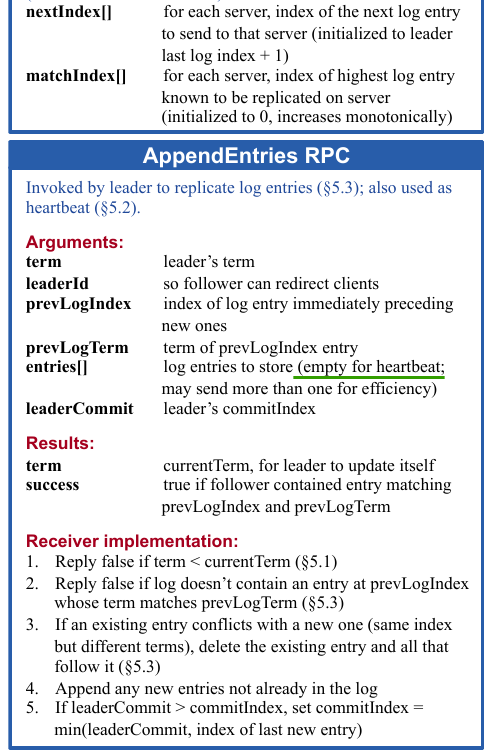 nextIndex[] for each server, index of the next log entry
to send to that server (initialized to leader
last log index + 1)
matchIndex[] for each server, index of highest log entry
known to be replicated on server
(initialized to 0, increases monotonically)
AppendEntries RPC
Invoked by leader to replicate log entries (§5.3); also used as
heartbeat (§5.2).
Arguments:
term leader’s term
leaderId so follower can redirect clients
prevLogIndex index of log entry immediately preceding
new ones
prevLogTerm term of prevLogIndex entry
entries[] log entries to store (empty for heartbeat;
may send more than one for efficiency)
leaderCommit leader’s commitIndex
Results:
term currentTerm, for leader to update itself
success true if follower contained entry matching
prevLogIndex and prevLogTerm
Receiver implementation:
1. Reply false if term < currentTerm (§5.1)
2. Reply false if log doesn’t contain an entry at prevLogIndex
whose term matches prevLogTerm (§5.3)
3. If an existing entry conflicts with a new one (same index
but different terms), delete the existing entry and all that
follow it (§5.3)
4. Append any new entries not already in the log
5. If leaderCommit > commitIndex, set commitIndex =
min(leaderCommit, index of last new entry)